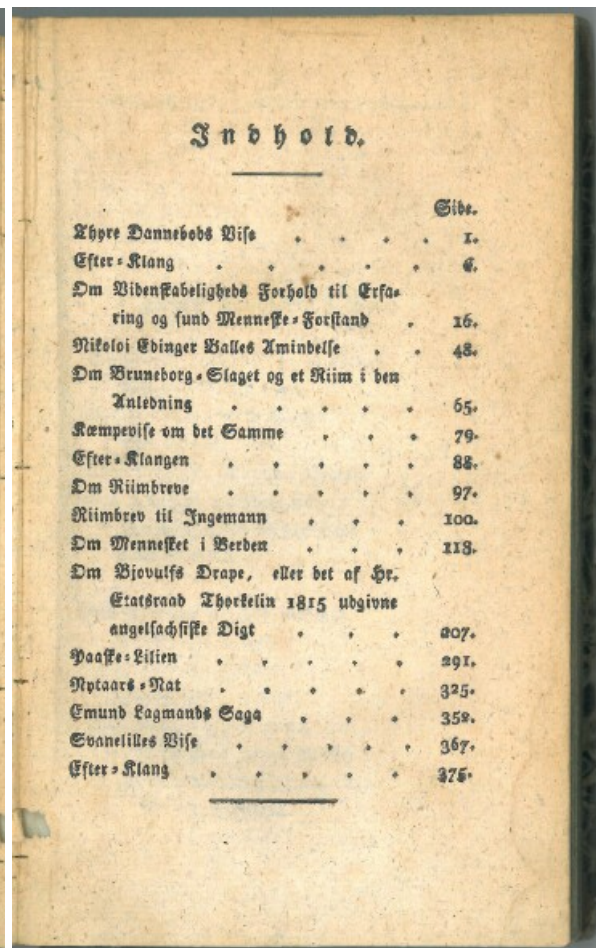 Indhold.
Side.
Thyre Dannebods Vise . . . . 1.
Efter-Klang . . . . . 6.
Om Videnskabeligheds Forhold til Erfa-
ring og sund Menneske-Forstand . 16.
Nikoloi Edinger Balles Amindelse . . 48.
Om Bruneborg-Slaget og et Riim i den
Anledning . . . . . 65.
Kæmpevise om det Samme . . . 79.
Efter-Klangen . . . . . 88.
Om Riimbreve . . . . . 97.
Riimbrev til Ingemann . . . 100.
Om Mennesket i Verden . . . 118.
Om Bjovulfs Drape, eller det af Hr.
Etatsraad Thorkelin 1815 udgivne
angelsachsiske Digt . . . 207.
Paaske-Lilien . . . . . 291.
Nytaars-Nat . . . . . 325.
Emund Lagmands Saga . . . 352.
Svanelilles Vise . . . . . 367.
Efter-Klang . . . . . 375.